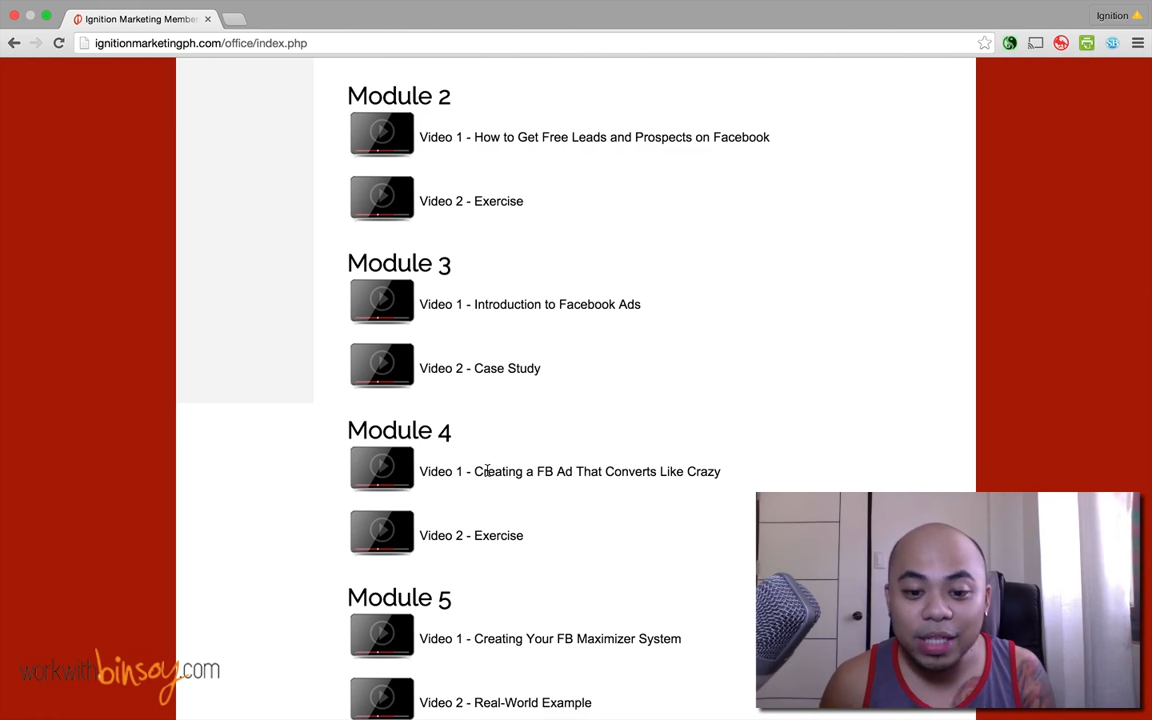 Ignition Marketing Membe
Ignition
ignitionmarketingph.com/office/index.php
Module 2
Video 1 - How to Get Free Leads and Prospects on Facebook
Video 2 - Exercise
Module 3
Video 1 - Introduction to Facebook Ads
Video 2 - Case Study
Module 4
Video 1 - Creating a FB Ad That Converts Like Crazy
Video 2 - Exercise
Module 5
Video 1 - Creating Your FB Maximizer System
Video 2 - Real-World Example
workwithbinsoy.com